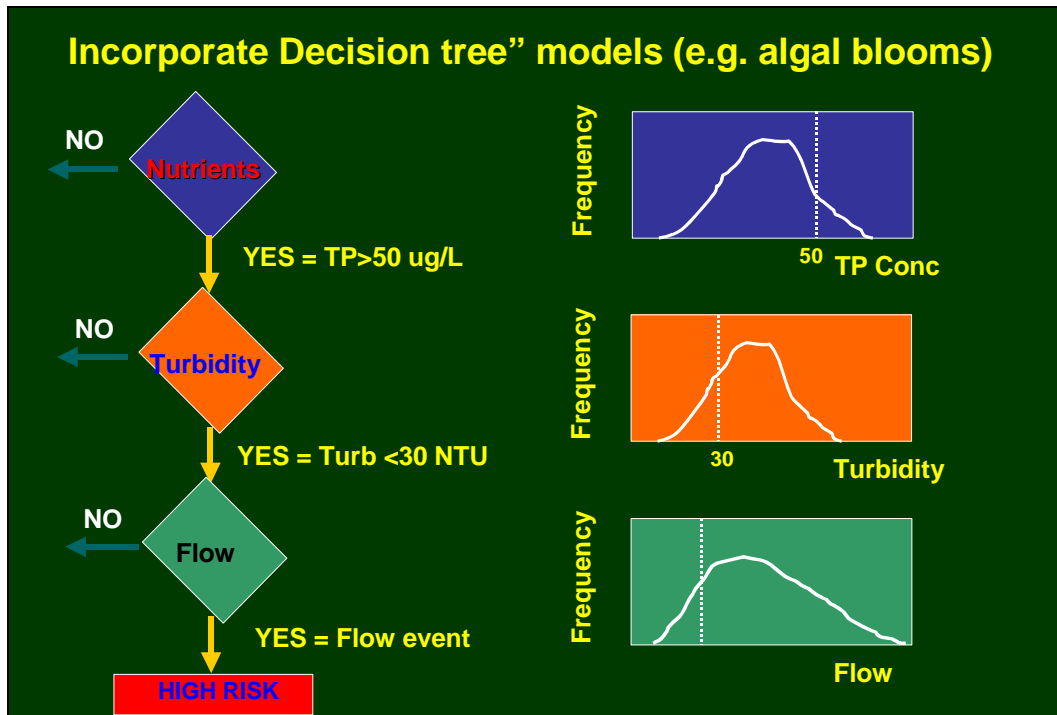 Incorporate Decision tree” models (e.g. algal blooms)
NO
Nutrients
YES = TP>50 ug/L
NO
Turbidity
YES = Turb <30 NTU
NO
Flow
YES = Flow event
HIGH RISK
Frequency
50
TP Conc
Frequency
30
Turbidity
Frequency
Flow